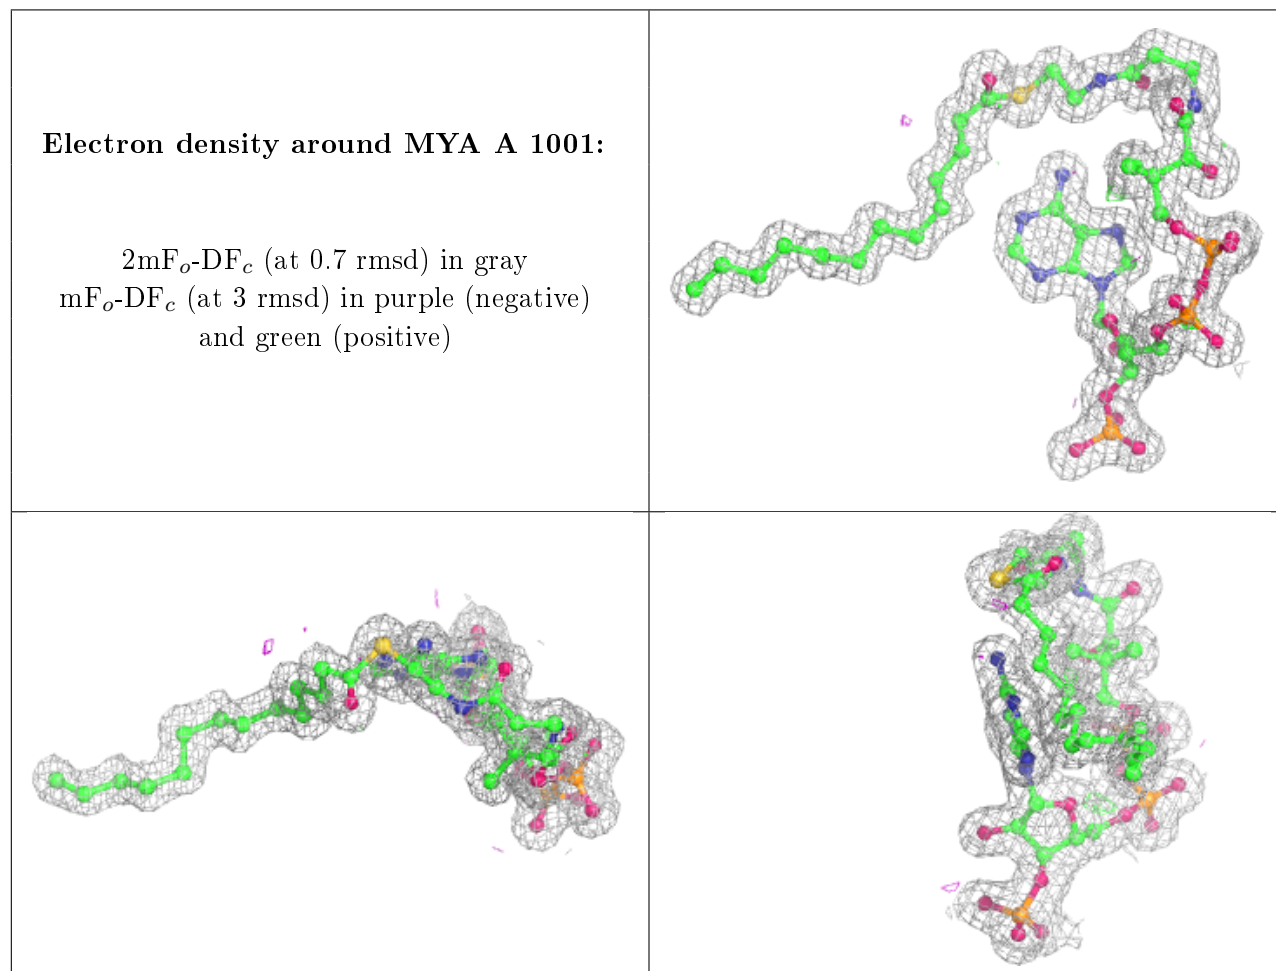 Electron density around MYA A 1001:
2mFo-DFc (at 0.7 rmsd) in gray
mFo-DFc (at 3 rmsd) in purple (negative)
and green (positive)